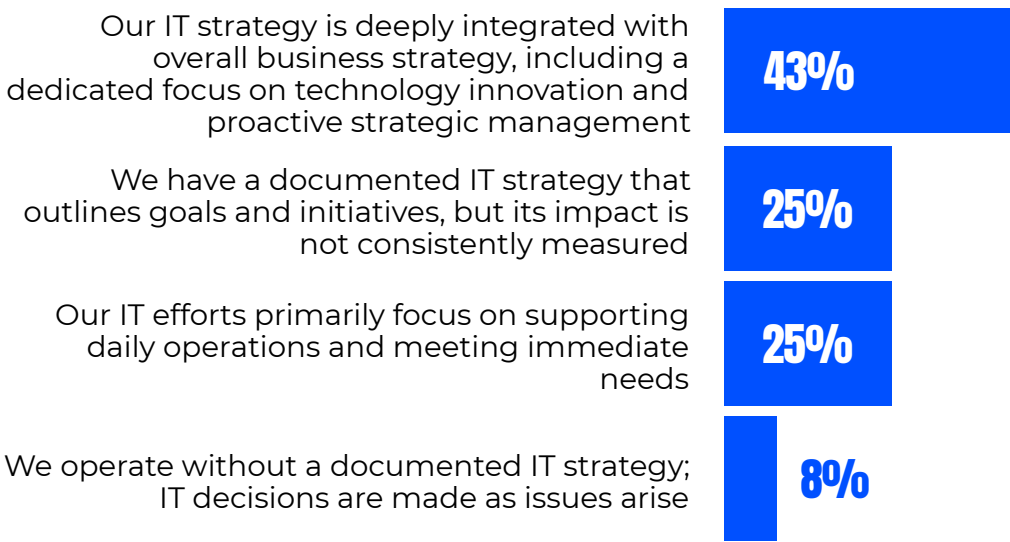 Our IT strategy is deeply integrated with
overall business strategy, including a
dedicated focus on technology innovation and
proactive strategic management
43%
We have a documented IT strategy that
outlines goals and initiatives, but its impact is
not consistently measured
25%
Our IT efforts primarily focus on supporting
daily operations and meeting immediate
needs
25%
We operate without a documented IT strategy;
IT decisions are made as issues arise
8%